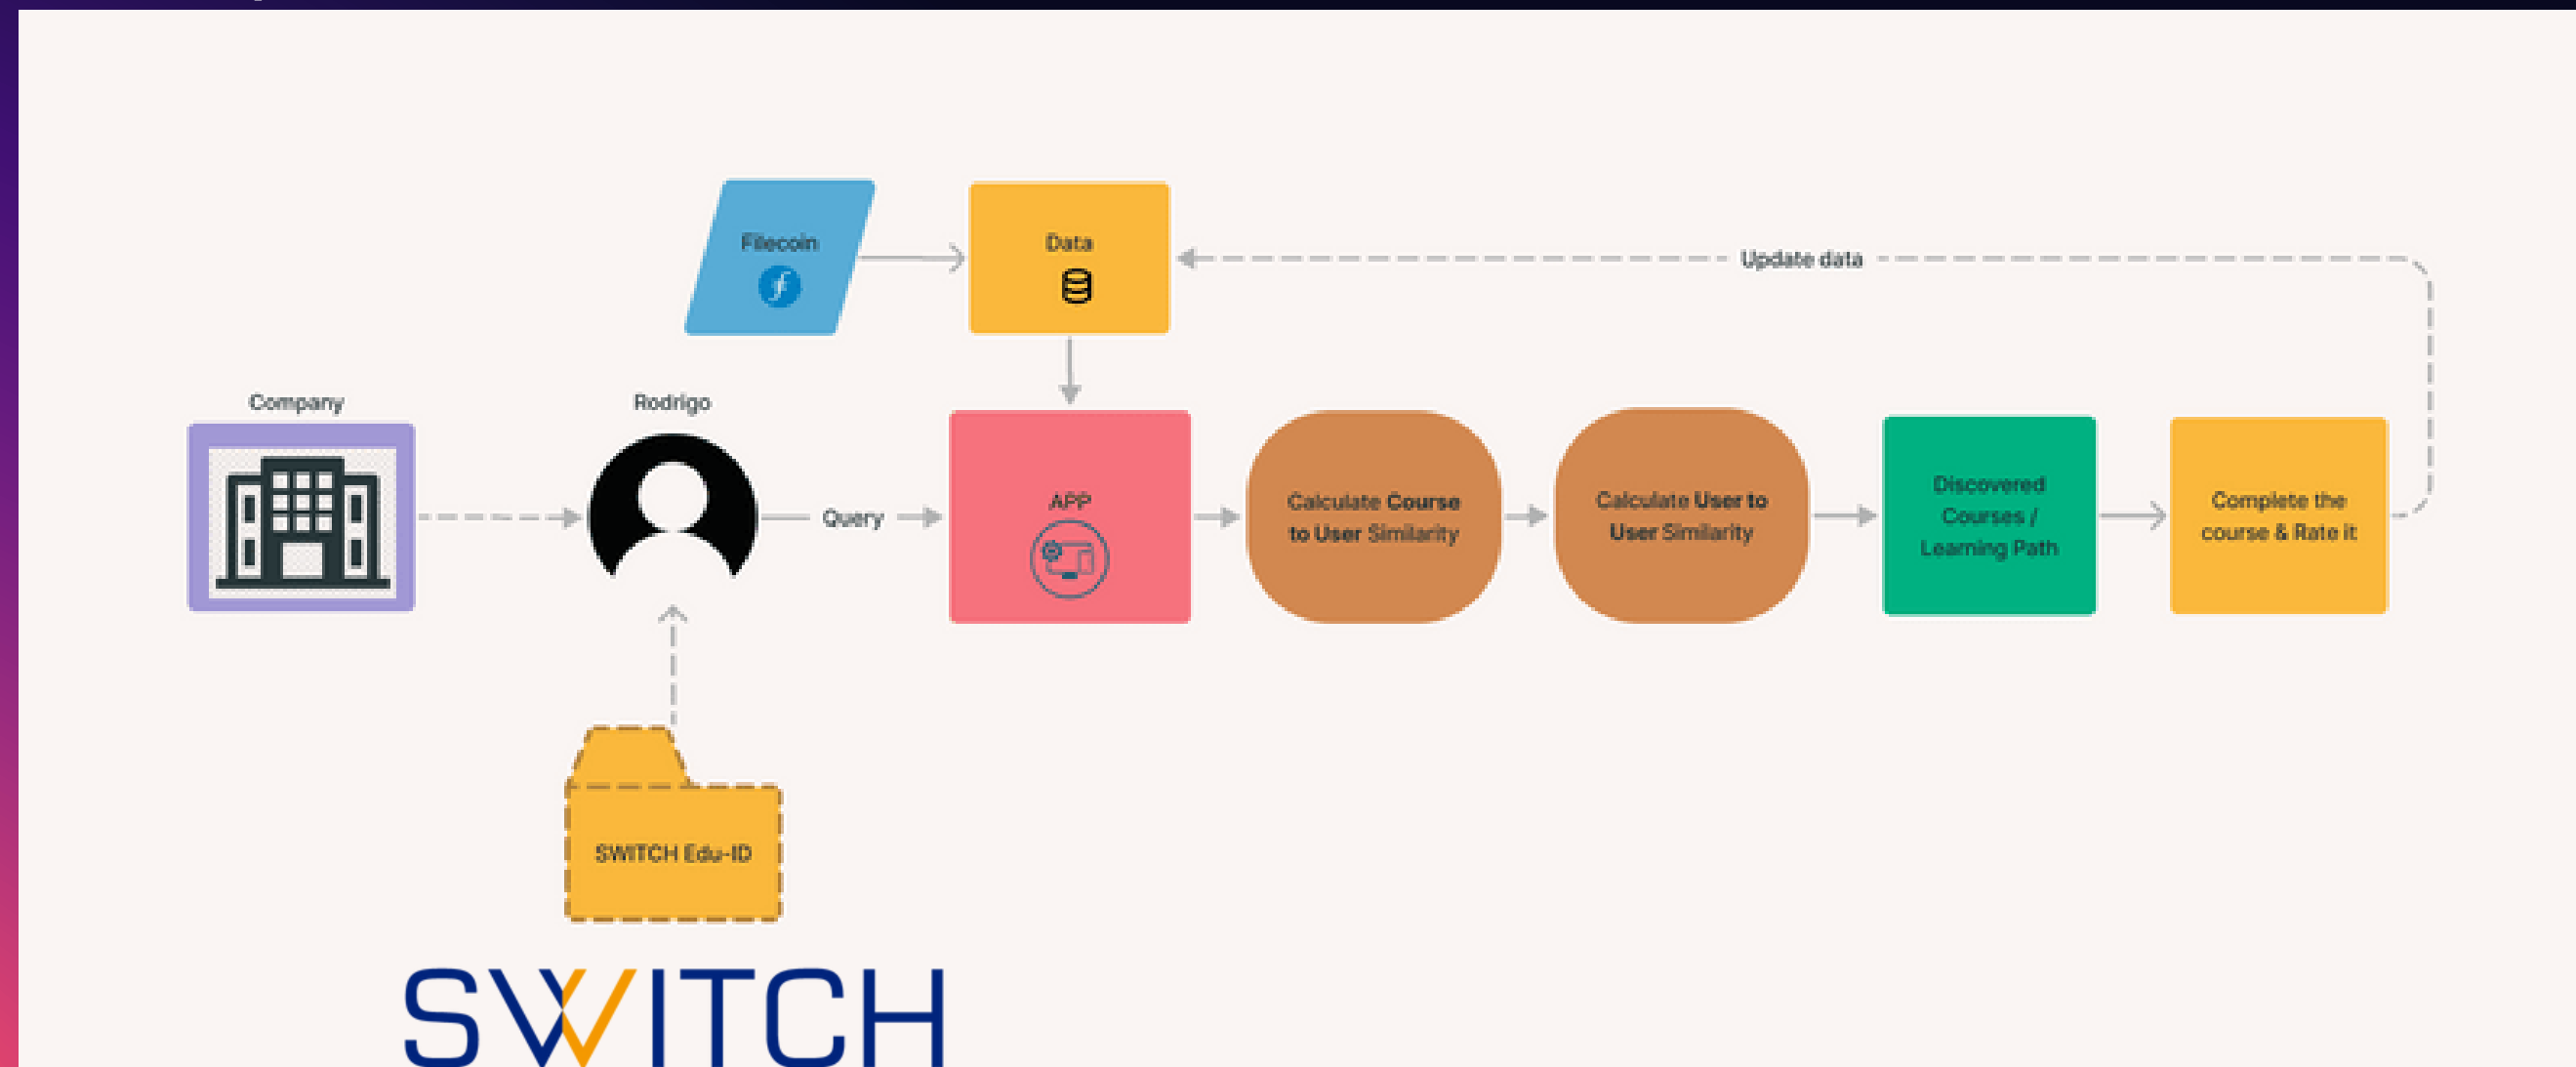 Filecoin
Data
Update data
Company
Rodrigo
Query
APP
Calculate Course
to User Similarity
Calculate User to
User Similarity
Discovered
Courses /
Learning Path
Complete the
course & Rate it
SWITCH Edu-ID
SWITCH